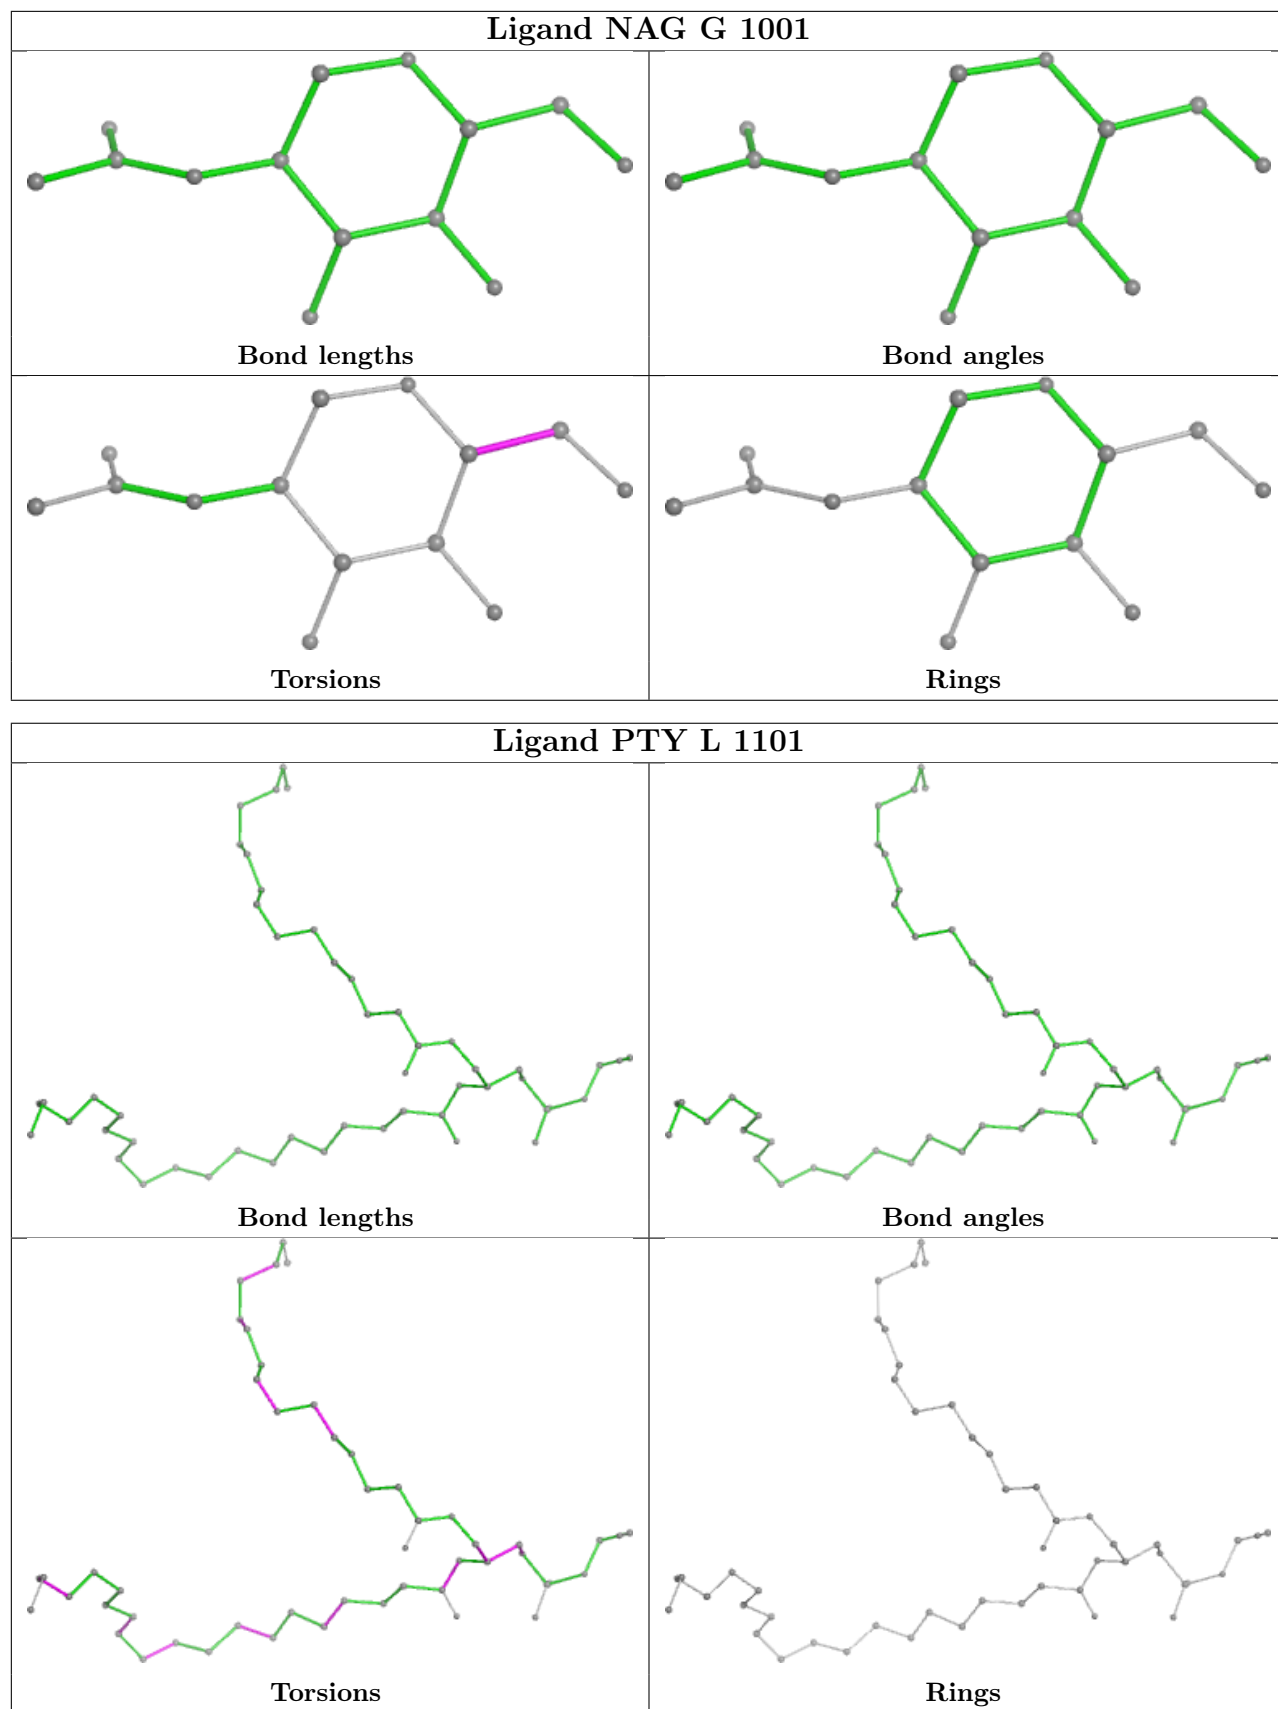 Ligand NAG G 1001
Bond lengths
Bond angles
Torsions
Rings
Ligand PTY L 1101
Bond lengths
Bond angles
Torsions
Rings